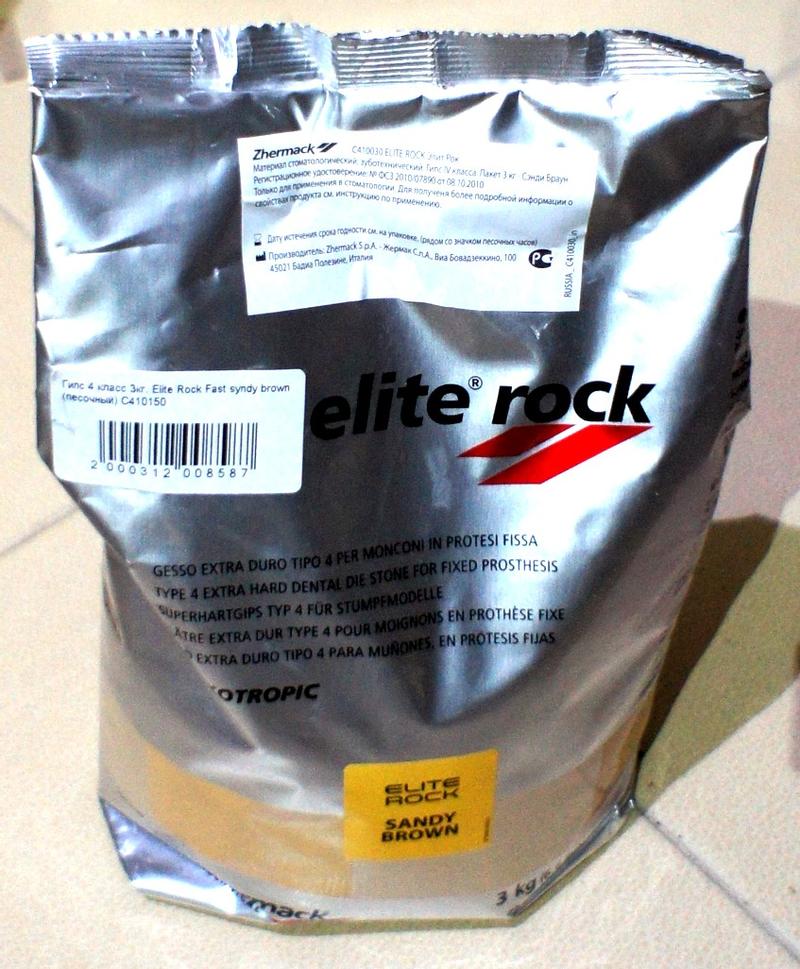 Zhermack C410030 ELITE ROCK Элит Рок
Материал стоматологический, зуботехнический. Гипс IV класса. Пакет 3 кг - Сэнди Браун
Регистрационное удостоверение: № ФСЗ 2010/07890 от 08.10.2010
Только для применения в стоматологии. Для полученя более подробной информации о
свойствах продукта см. инструкцию по применению.
Дату истечения срока годности см. на упаковке, (рядом со значком песочных часов)
Производитель: Zhermack S.p.A. - Жермак С.п.А., Виа Бовадзеккино, 100
45021 Бадиа Полезине, Италия
RUSSIA_C410030_n
Гипс 4 класс 3кг. Elite Rock Fast syndy brown
(песочный) C410150
2 000312 008587
elite® rock
GESSO EXTRA DURO TIPO 4 PER MONCONI IN PROTESI FISSA
TYPE 4 EXTRA HARD DENTAL DIE STONE FOR FIXED PROSTHESIS
SUPERHARTGIPS TYP 4 FÜR STUMPFMODELLE
ÂTRE EXTRA DUR TYPE 4 POUR MOIGNONS EN PROTHÈSE FIXE
EXTRA DURO TIPO 4 PARA MUÑONES, EN PROTESIS FIJAS
OTROPIC
ELITE
ROCK
SANDY
BROWN
3 kg
mack